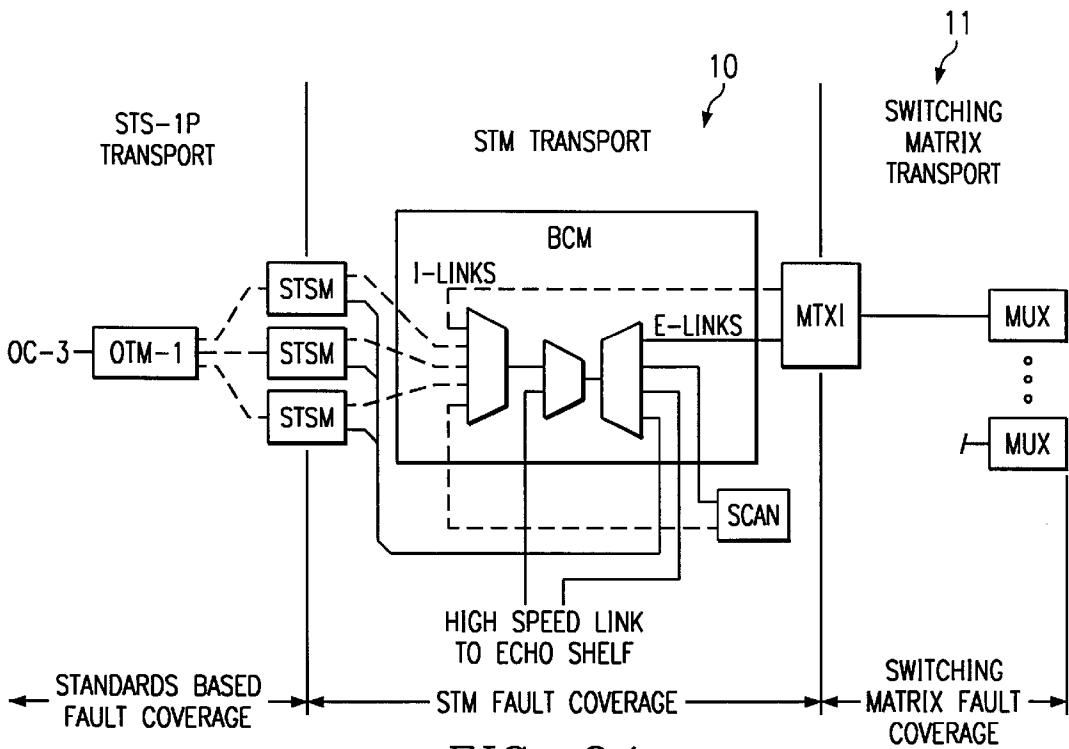 10
11
STS-1P
TRANSPORT
STM TRANSPORT
SWITCHING
MATRIX
TRANSPORT
BCM
I-LINKS
E-LINKS
STSM
STSM
STSM
OC-3
OTM-1
MTXI
MUX
MUX
SCAN
HIGH SPEED LINK
TO ECHO SHELF
STANDARDS BASED
FAULT COVERAGE
STM FAULT COVERAGE
SWITCHING
MATRIX FAULT
COVERAGE